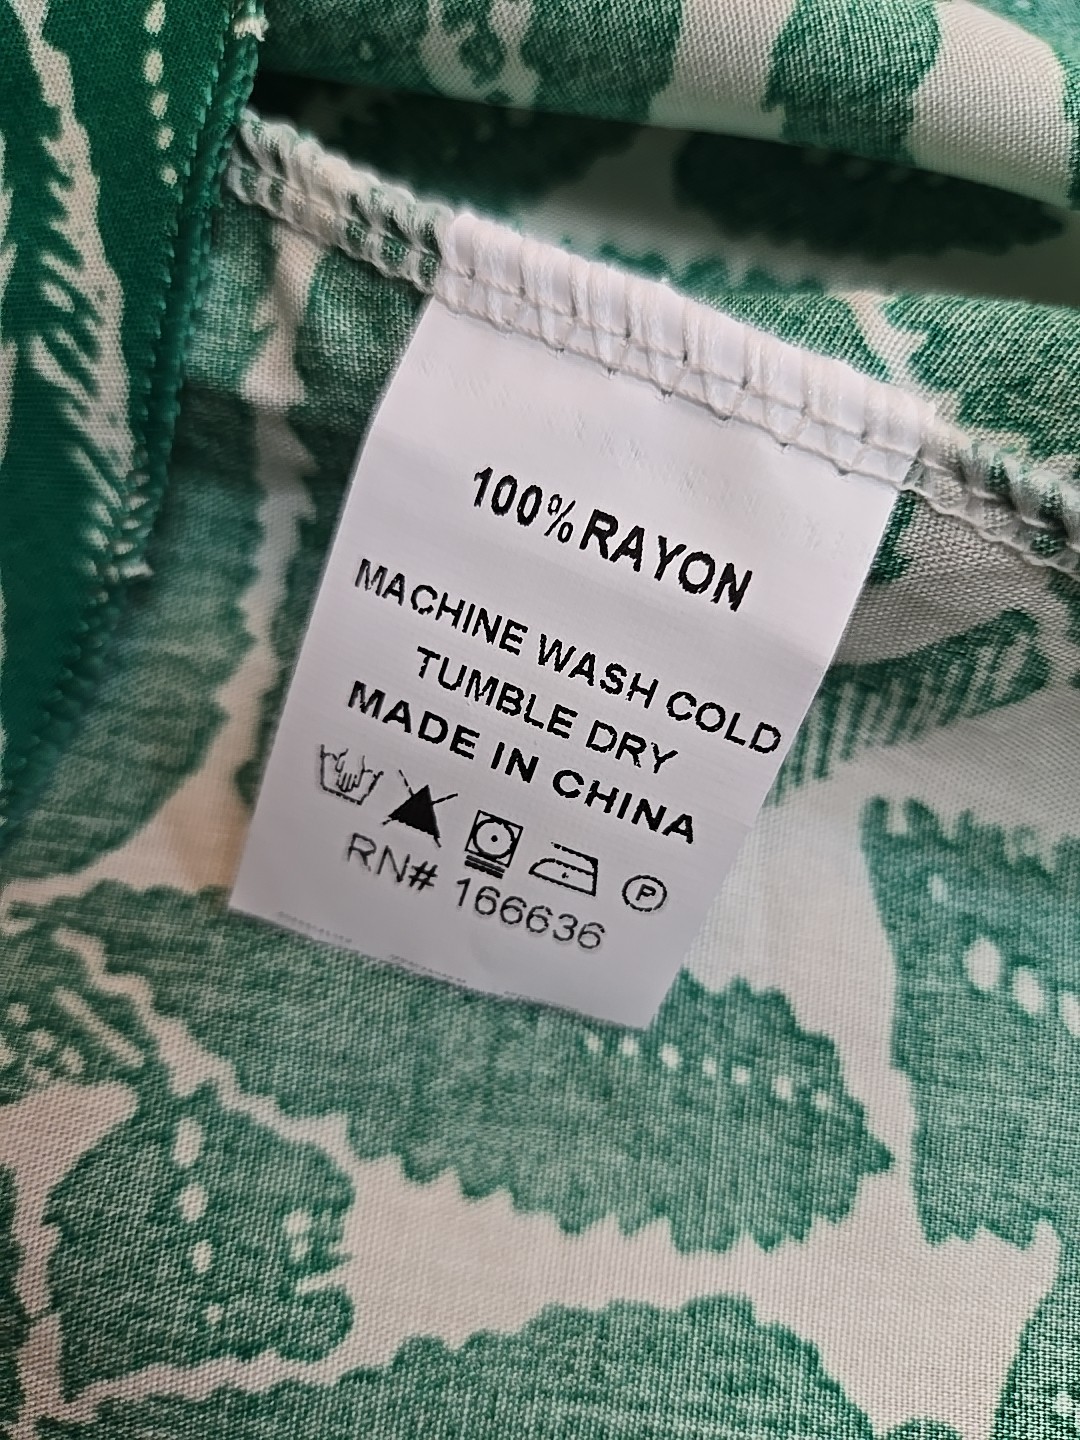 100% RAYON
MACHINE WASH COLD
TUMBLE DRY
MADE IN CHINA
P
RN# 166636